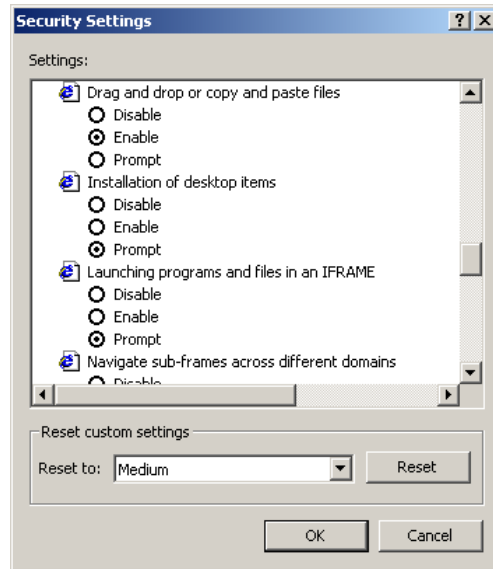 Security Settings
Settings:
Drag and drop or copy and paste files
Disable
Enable
Prompt
Installation of desktop items
Disable
Enable
Prompt
Launching programs and files in an IFRAME
Disable
Enable
Prompt
Navigate sub-frames across different domains
Disable
Reset custom settings
Reset to: Medium Reset
OK Cancel